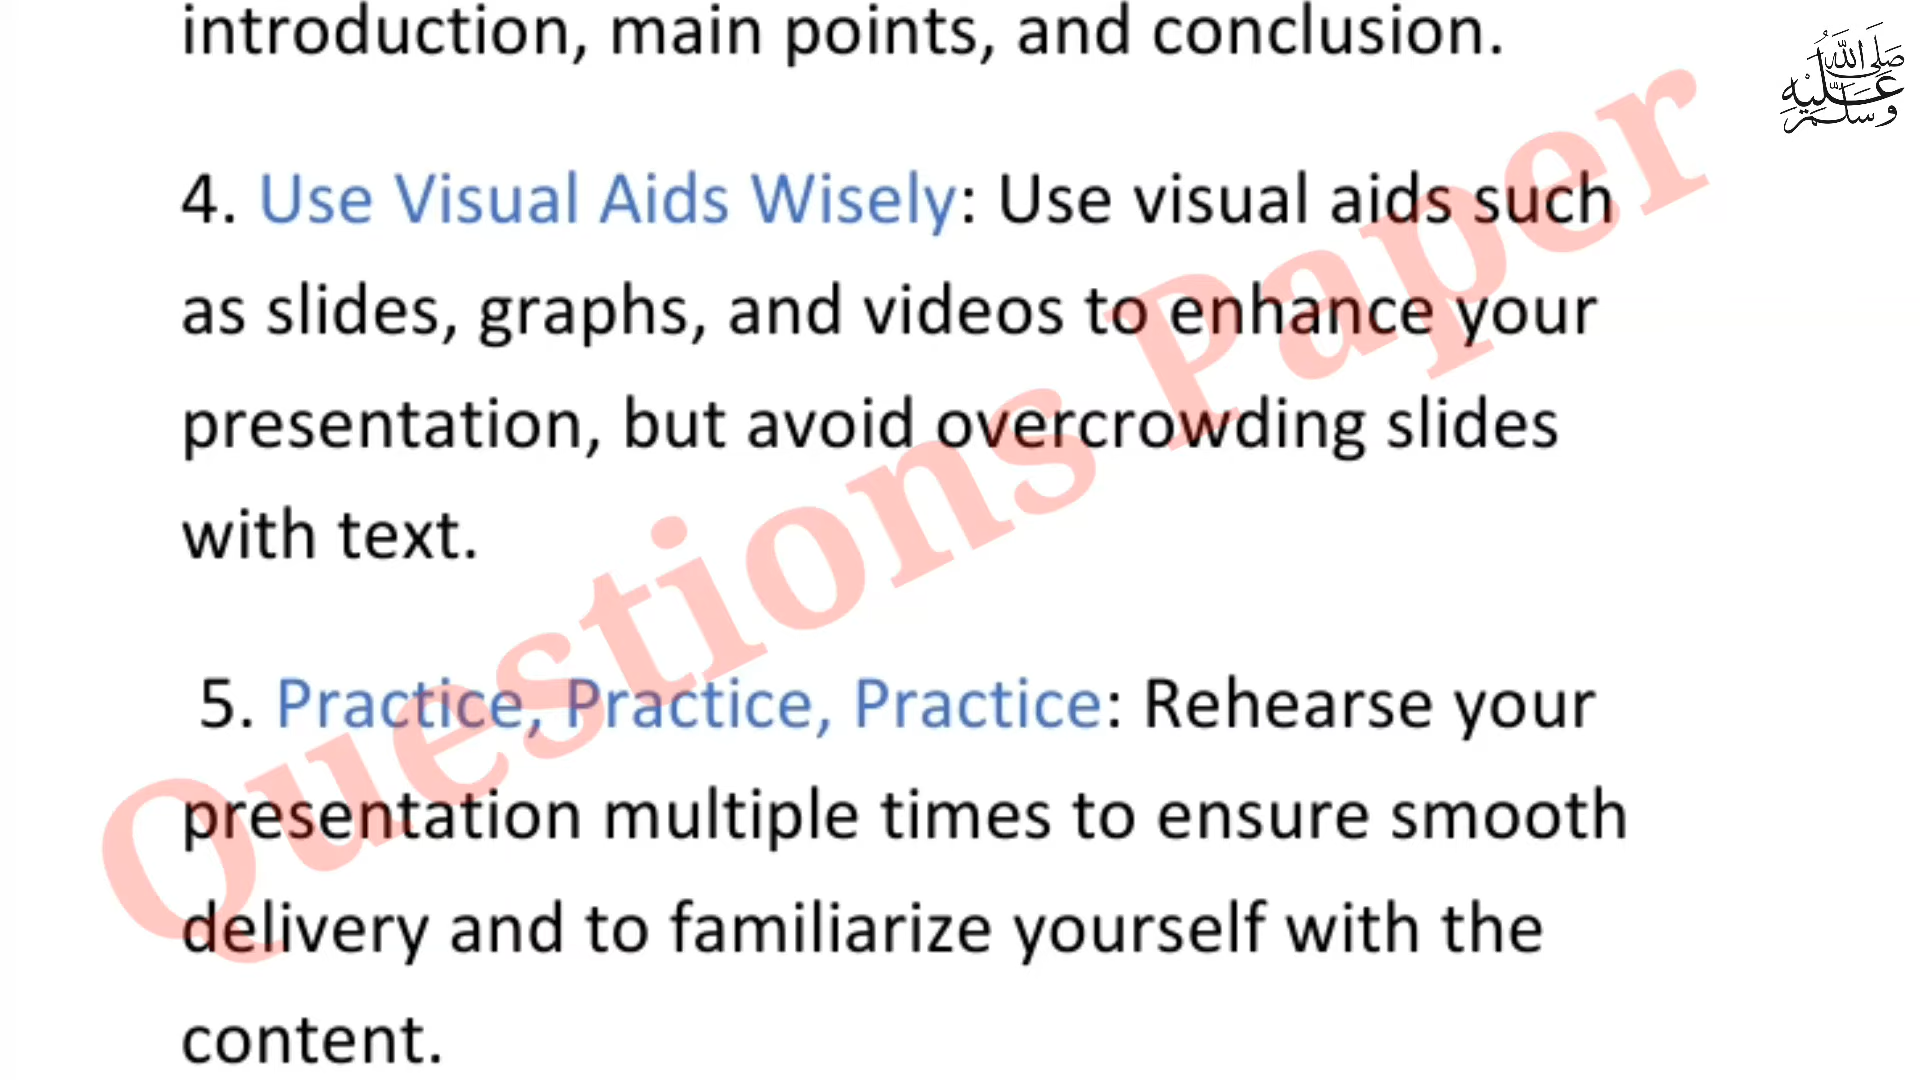 introduction, main points, and conclusion.
صلى الله
عليه
وسلم
4. Use Visual Aids Wisely: Use visual aids such
as slides, graphs, and videos to enhance your
presentation, but avoid overcrowding slides
with text.
5. Practice, Practice, Practice: Rehearse your
presentation multiple times to ensure smooth
delivery and to familiarize yourself with the
content.
Questions Paper